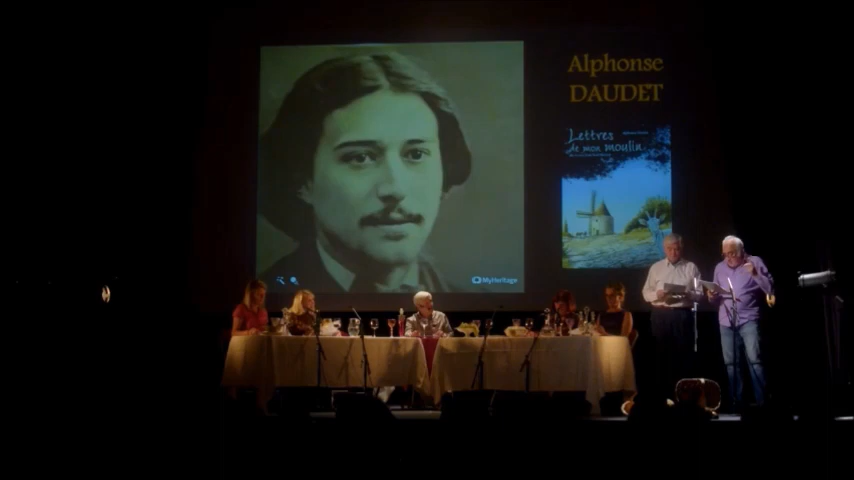 Alphonse
DAUDET
Lettres
de mon moulin
MyHeritage